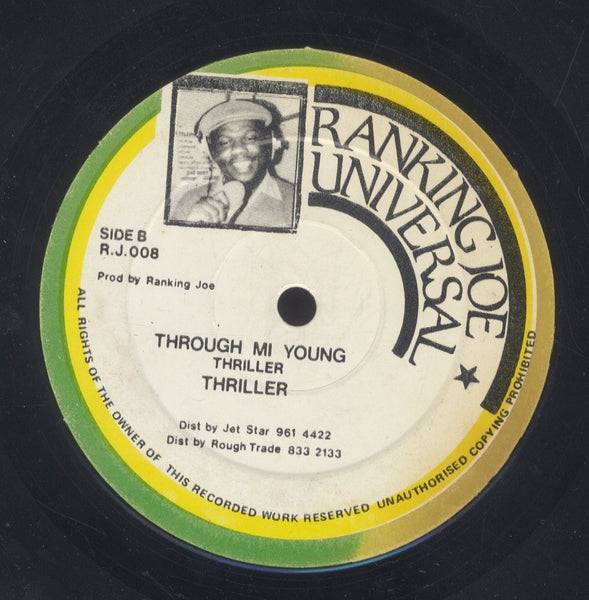 RANKING JOE
UNIVERSAL
SIDE B
R.J.008
Prod by Ranking Joe
THROUGH MI YOUNG
THRILLER
THRILLER
Dist by Jet Star 961 4422
Dist by Rough Trade 833 2133
ALL RIGHTS OF THE OWNER OF THIS RECORDED WORK RESERVED UNAUTHORISED COPYING PROHIBITED